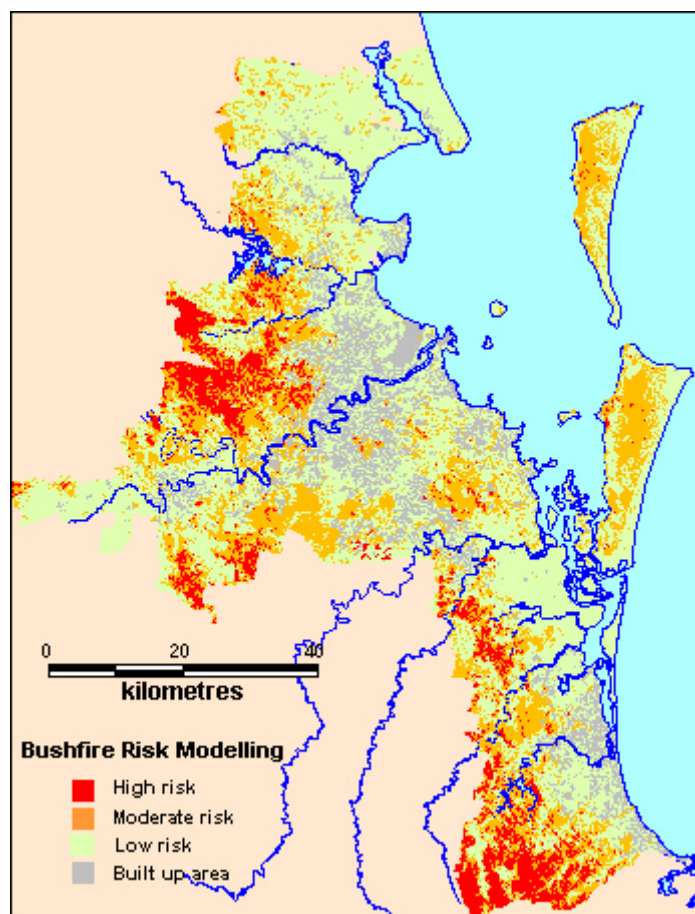 0 20 40
kilometres
Bushfire Risk Modelling
High risk
Moderate risk
Low risk
Built up area